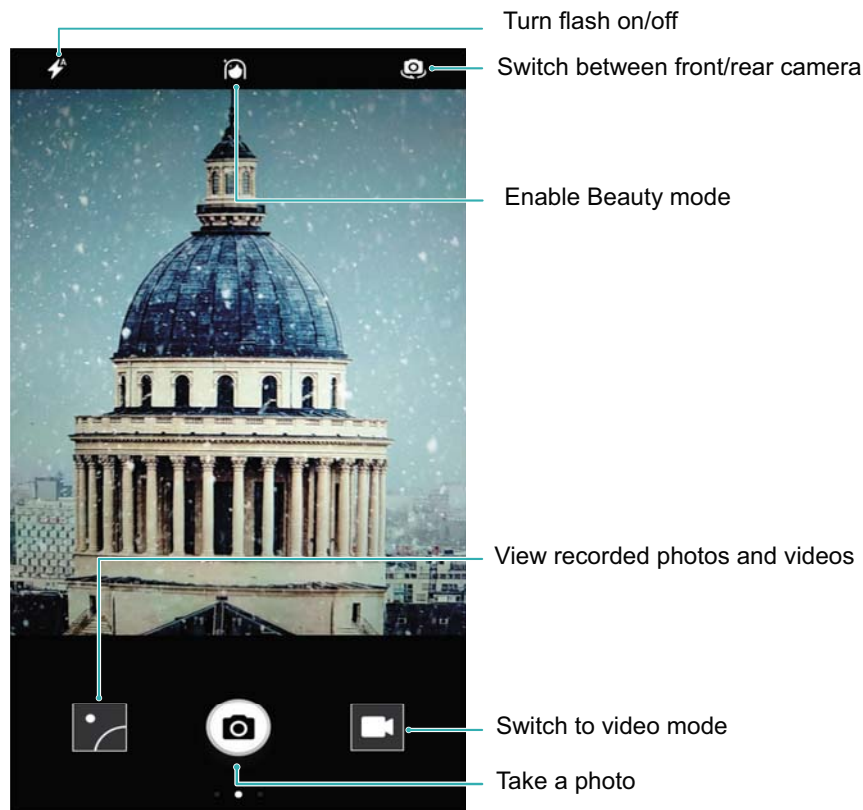 Turn flash on/off
Switch between front/rear camera
Enable Beauty mode
View recorded photos and videos
Switch to video mode
Take a photo